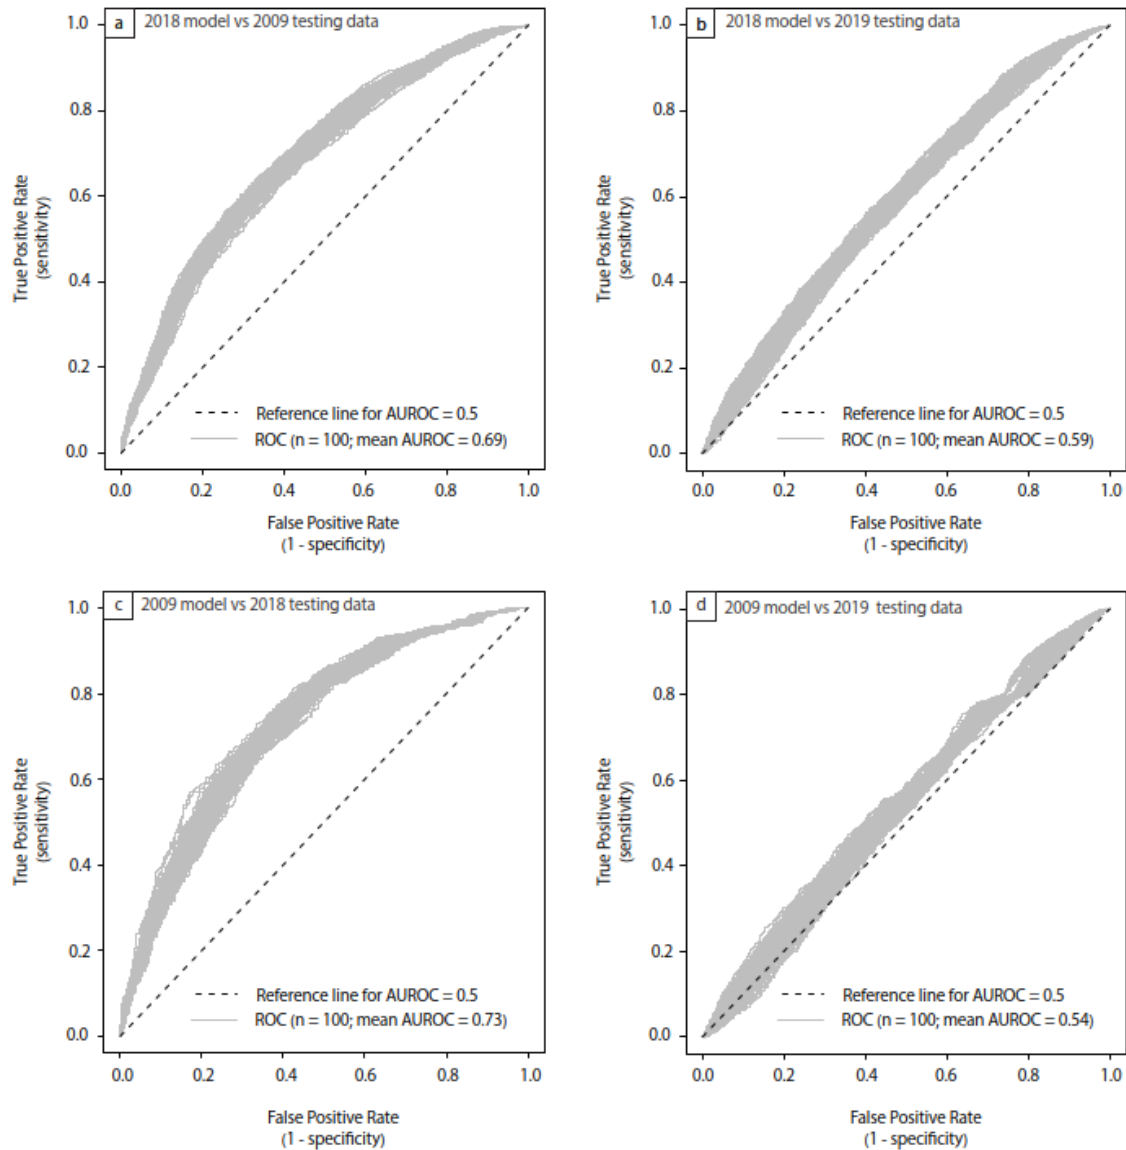 a 2018 model vs 2009 testing data
1.0
0.8
0.6
0.4
0.2
0.0
True Positive Rate
(sensitivity)
Reference line for AUROC = 0.5
ROC (n = 100; mean AUROC = 0.69)
0.0 0.2 0.4 0.6 0.8 1.0
False Positive Rate
(1 - specificity)
b 2018 model vs 2019 testing data
1.0
0.8
0.6
0.4
0.2
0.0
True Positive Rate
(sensitivity)
Reference line for AUROC = 0.5
ROC (n = 100; mean AUROC = 0.59)
0.0 0.2 0.4 0.6 0.8 1.0
False Positive Rate
(1 - specificity)
c 2009 model vs 2018 testing data
1.0
0.8
0.6
0.4
0.2
0.0
True Positive Rate
(sensitivity)
Reference line for AUROC = 0.5
ROC (n = 100; mean AUROC = 0.73)
0.0 0.2 0.4 0.6 0.8 1.0
False Positive Rate
(1 - specificity)
d 2009 model vs 2019 testing data
1.0
0.8
0.6
0.4
0.2
0.0
True Positive Rate
(sensitivity)
Reference line for AUROC = 0.5
ROC (n = 100; mean AUROC = 0.54)
0.0 0.2 0.4 0.6 0.8 1.0
False Positive Rate
(1 - specificity)